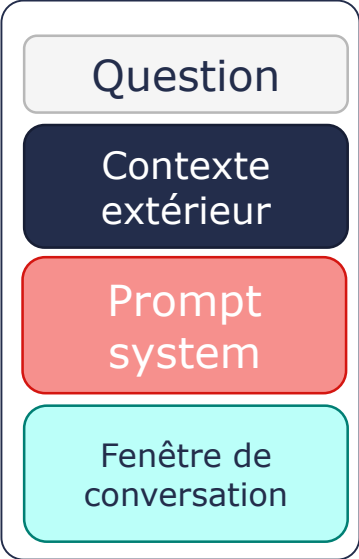 Question
Contexte
extérieur
Prompt
system
Fenêtre de
conversation